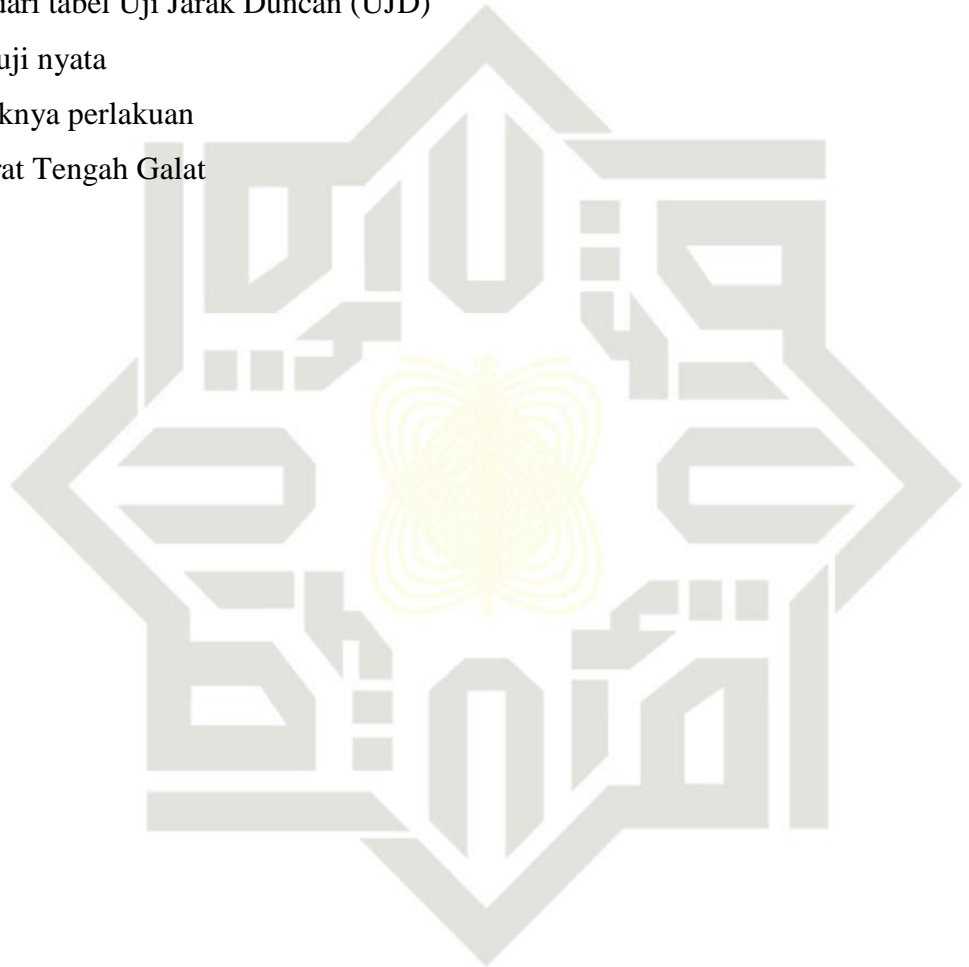 dari tabel Uji Jarak Duncan (UJD)
uji nyata
knya perlakuan
rat Tengah Galat